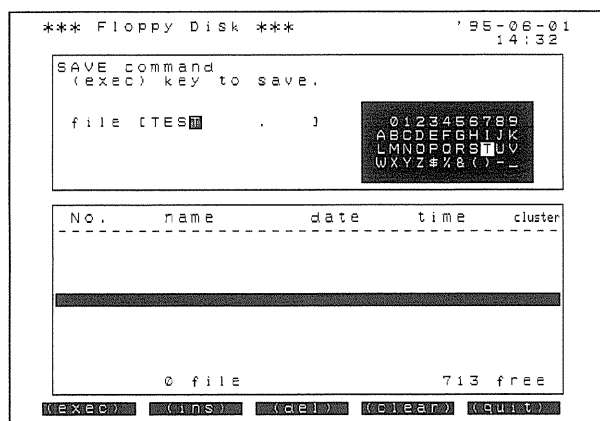 *** Floppy Disk *** '95-06-01
14:32
SAVE command
(exec) key to save.
file [TES . ]
0123456789
ABCDEFGHIJK
LMNOPQRSTUV
WXYZ#%&()-_
No. name date time cluster
0 file 713 free
(exec) (ins) (del) (clear) (quit)